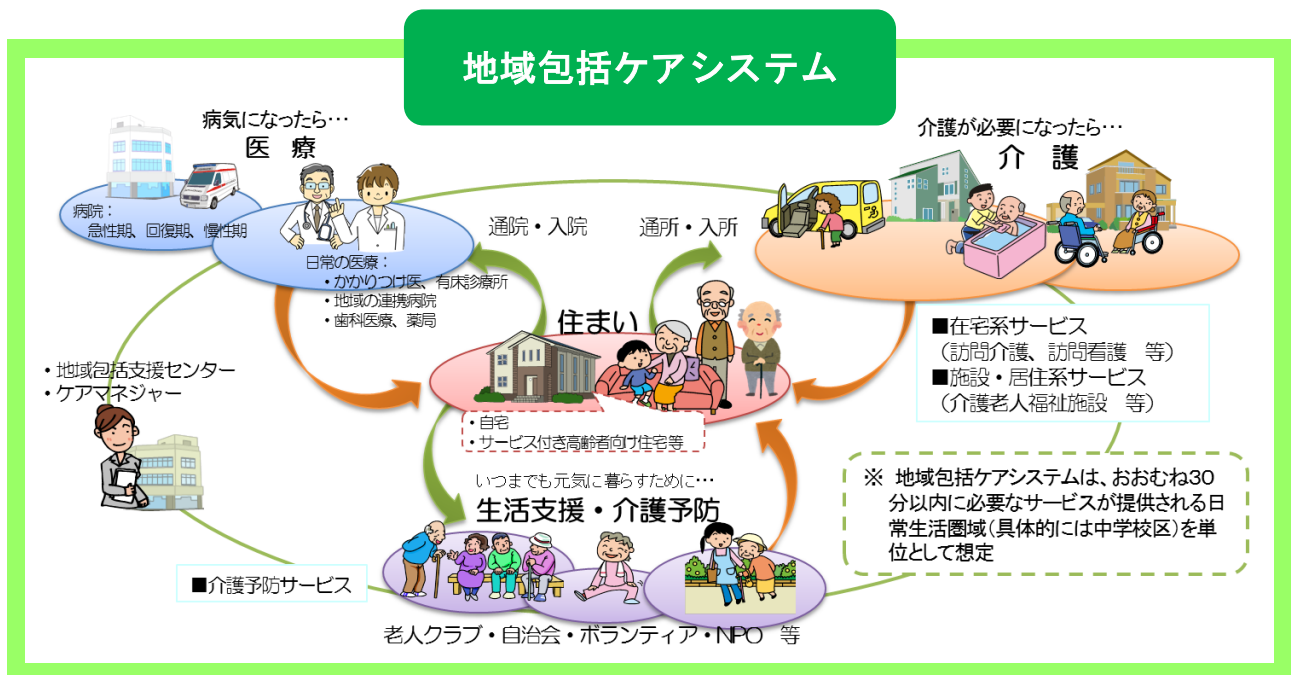 地域包括ケアシステム
病気になったら…
医 療
病院:
急性期、回復期、慢性期
日常の医療:
・かかりつけ医、有床診療所
・地域の連携病院
・歯科医療、薬局
通院・入院
通所・入所
介護が必要になったら…
介 護
■在宅系サービス
(訪問介護、訪問看護 等)
■施設・居住系サービス
(介護老人福祉施設 等)
住まい
・自宅
・サービス付き高齢者向け住宅等
・地域包括支援センター
・ケアマネジャー
いつまでも元気に暮らすために…
生活支援・介護予防
■介護予防サービス
老人クラブ・自治会・ボランティア・NPO 等
※ 地域包括ケアシステムは、おおむね30
分以内に必要なサービスが提供される日
常生活圏域(具体的には中学校区)を単
位として想定